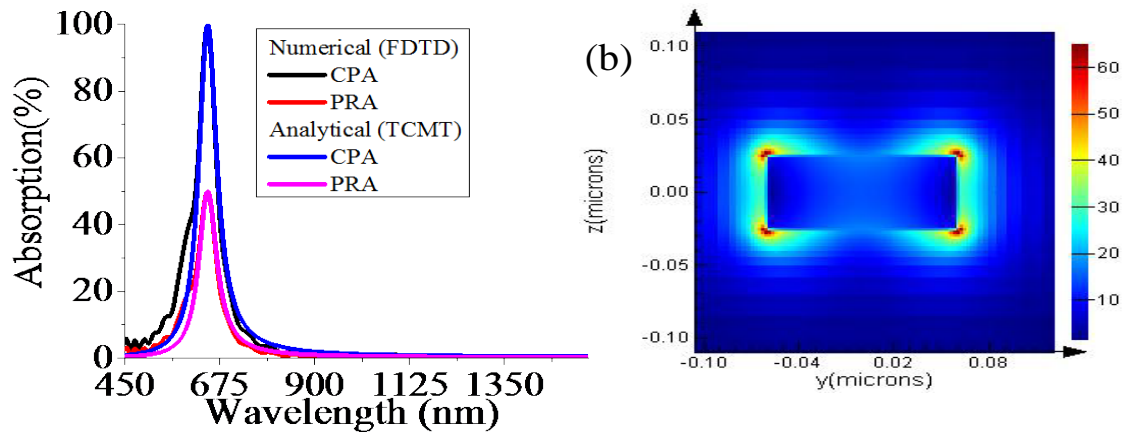 Absorption(%)
100
80
60
40
20
0
Numerical (FDTD)
CPA
PRA
Analytical (TCMT)
CPA
PRA
450 675 900 1125 1350
Wavelength (nm)
(b)
z(microns)
0.10
0.05
0.00
-0.05
-0.10
-0.10 -0.04 0.02 0.08
y(microns)
60
50
40
30
20
10